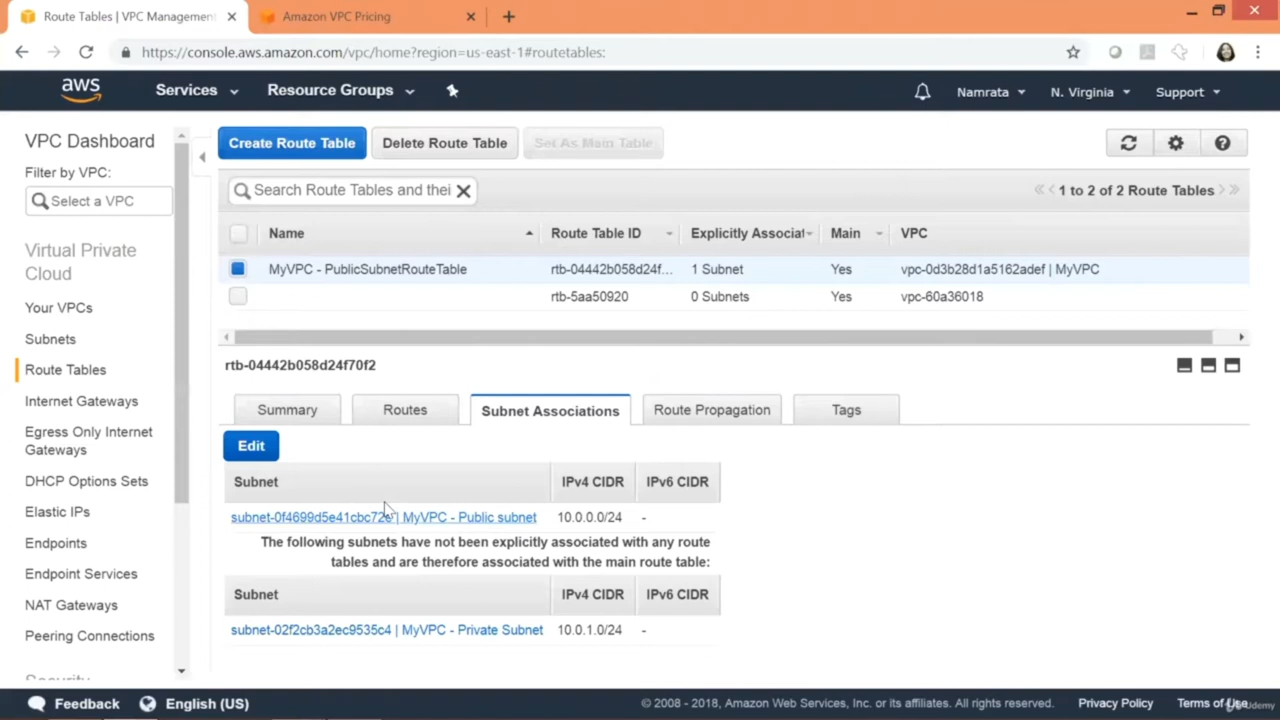 Route Tables | VPC Management
Amazon VPC Pricing
https://console.aws.amazon.com/vpc/home?region=us-east-1#routetables:
aws
Services
Resource Groups
Namrata
N. Virginia
Support
VPC Dashboard
Filter by VPC:
Select a VPC
Virtual Private
Cloud
Your VPCs
Subnets
Route Tables
Internet Gateways
Egress Only Internet
Gateways
DHCP Options Sets
Elastic IPs
Endpoints
Endpoint Services
NAT Gateways
Peering Connections
Security
Create Route Table
Delete Route Table
Set As Main Table
Search Route Tables and thei
1 to 2 of 2 Route Tables
Name Route Table ID Explicitly Associat Main VPC
MyVPC - PublicSubnetRouteTable rtb-04442b058d24f... 1 Subnet Yes vpc-0d3b28d1a5162adef | MyVPC
rtb-5aa50920 0 Subnets Yes vpc-60a36018
rtb-04442b058d24f70f2
Summary
Routes
Subnet Associations
Route Propagation
Tags
Edit
Subnet IPv4 CIDR IPv6 CIDR
| MyVPC - Public subnet 10.0.0.0/24 -
The following subnets have not been explicitly associated with any route
tables and are therefore associated with the main route table:
Subnet IPv4 CIDR IPv6 CIDR
subnet-02f2cb3a2ec9535c4 | MyVPC - Private Subnet 10.0.1.0/24 -
Feedback
English (US)
© 2008 - 2018, Amazon Web Services, Inc. or its affiliates. All rights reserved.
Privacy Policy
Terms of Use
Udemy